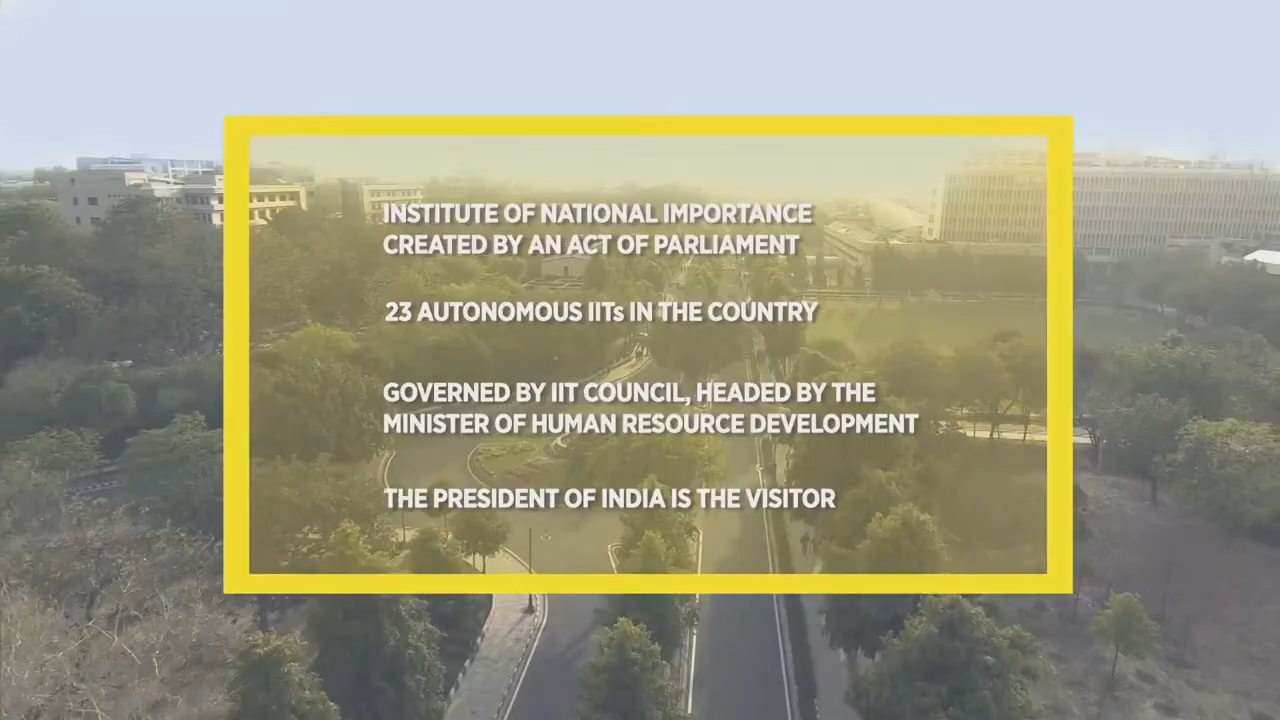 INSTITUTE OF NATIONAL IMPORTANCE
CREATED BY AN ACT OF PARLIAMENT
23 AUTONOMOUS IITs IN THE COUNTRY
GOVERNED BY IIT COUNCIL, HEADED BY THE
MINISTER OF HUMAN RESOURCE DEVELOPMENT
THE PRESIDENT OF INDIA IS THE VISITOR